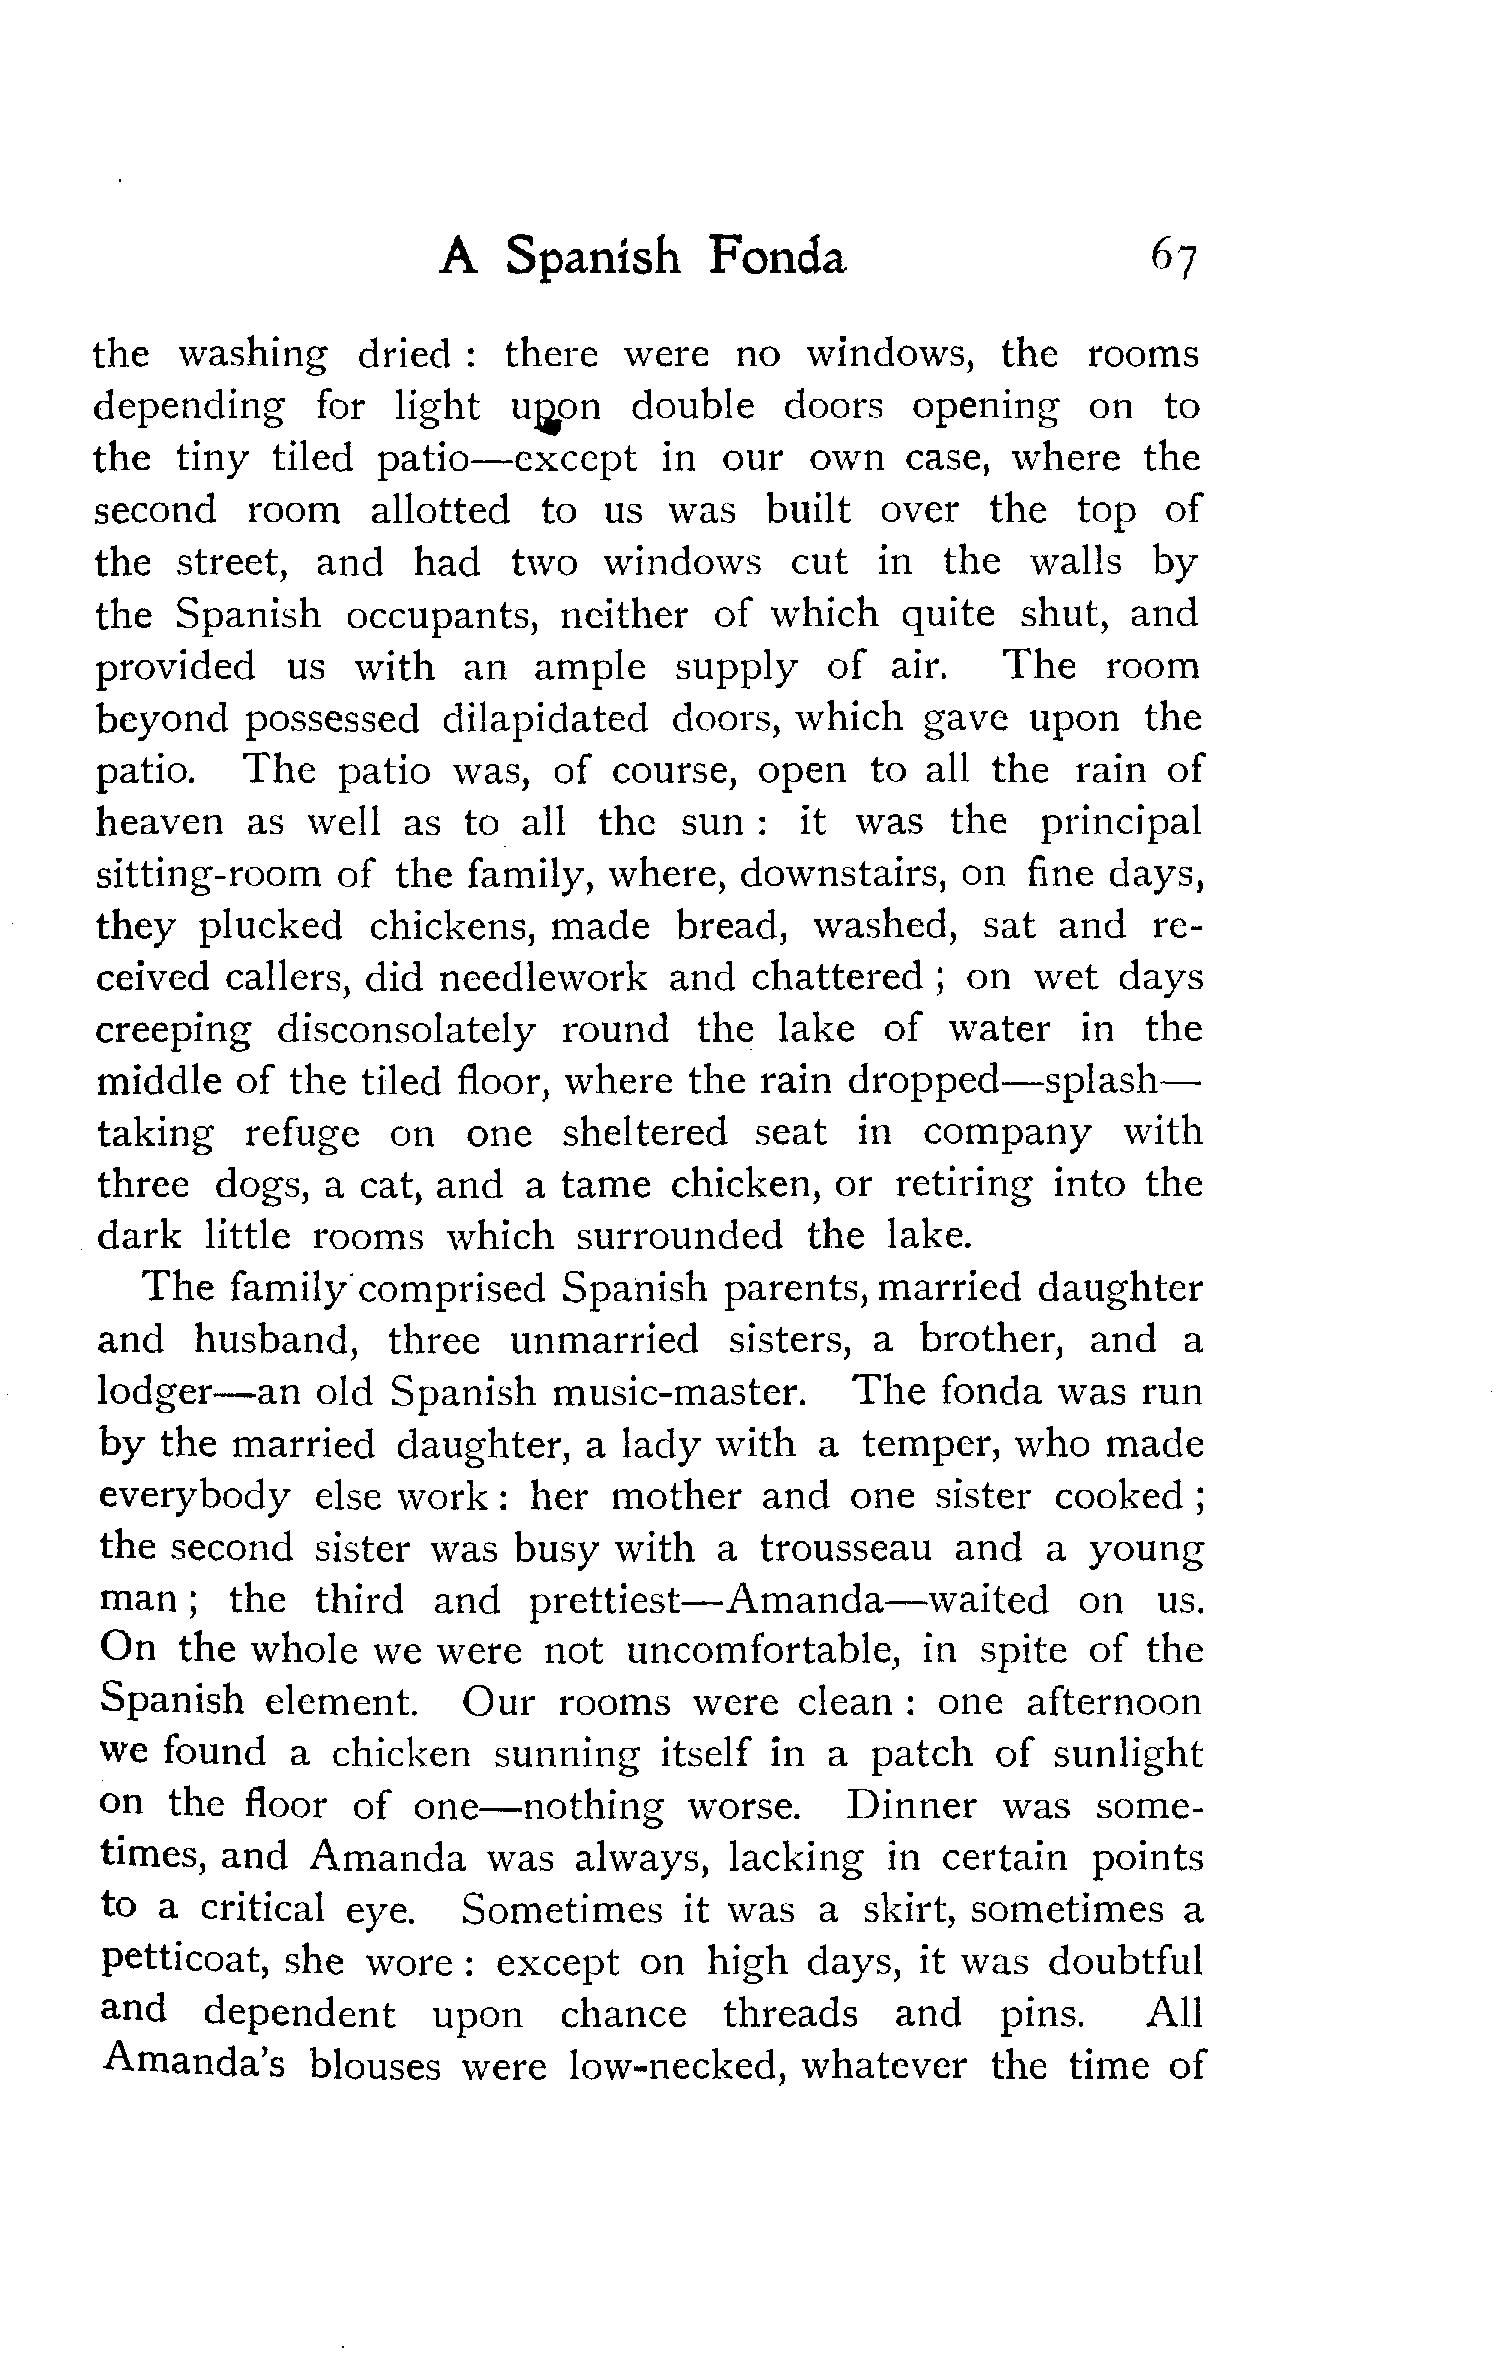 A Spanish Fonda 67
the washing dried : there were no windows, the rooms
depending for light upon double doors opening on to
the tiny tiled patio—except in our own case, where the
second room allotted to us was built over the top of
the street, and had two windows cut in the walls by
the Spanish occupants, neither of which quite shut, and
provided us with an ample supply of air. The room
beyond possessed dilapidated doors, which gave upon the
patio. The patio was, of course, open to all the rain of
heaven as well as to all the sun : it was the principal
sitting-room of the family, where, downstairs, on fine days,
they plucked chickens, made bread, washed, sat and re-
ceived callers, did needlework and chattered ; on wet days
creeping disconsolately round the lake of water in the
middle of the tiled floor, where the rain dropped—splash—
taking refuge on one sheltered seat in company with
three dogs, a cat, and a tame chicken, or retiring into the
dark little rooms which surrounded the lake.
The family comprised Spanish parents, married daughter
and husband, three unmarried sisters, a brother, and a
lodger—an old Spanish music-master. The fonda was run
by the married daughter, a lady with a temper, who made
everybody else work : her mother and one sister cooked ;
the second sister was busy with a trousseau and a young
man ; the third and prettiest—Amanda—waited on us.
On the whole we were not uncomfortable, in spite of the
Spanish element. Our rooms were clean : one afternoon
we found a chicken sunning itself in a patch of sunlight
on the floor of one—nothing worse. Dinner was some-
times, and Amanda was always, lacking in certain points
to a critical eye. Sometimes it was a skirt, sometimes a
petticoat, she wore : except on high days, it was doubtful
and dependent upon chance threads and pins. All
Amanda's blouses were low-necked, whatever the time of